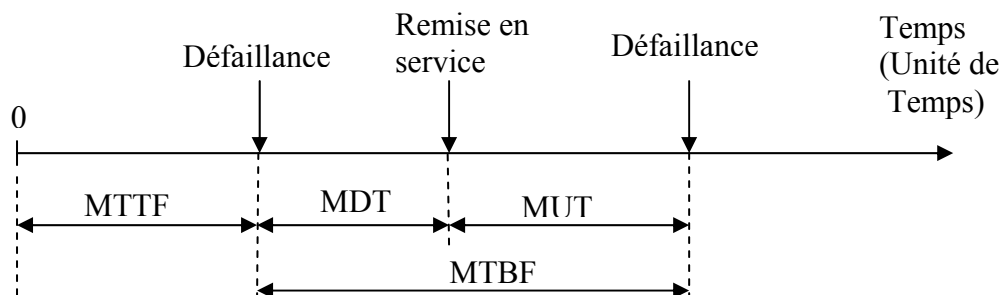 Défaillance
Remise en
service
Défaillance
Temps
(Unité de
Temps)
0
MTTF
MDT
MUT
MTBF